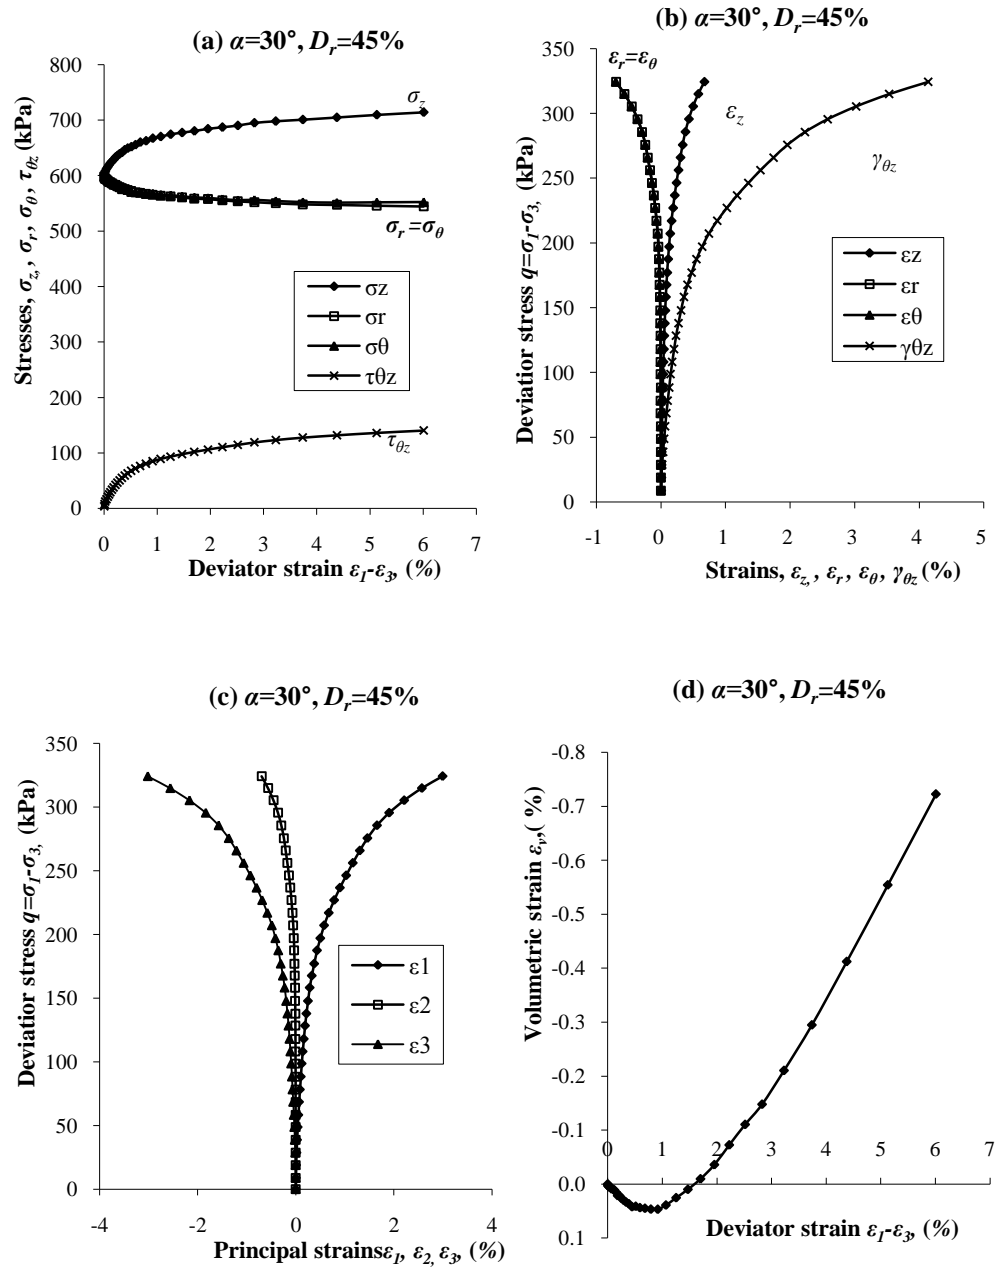 (a) α=30°, Dr=45%
800
700
600
500
400
300
200
100
0
0 1 2 3 4 5 6 7
Stresses, σz,, σr, σθ, τθz (kPa)
Deviator strain ε1-ε3, (%)
σz
σr=σθ
τθz
σz
σr
σθ
τθz
(b) α=30°, Dr=45%
350
300
250
200
150
100
50
0
-1 0 1 2 3 4 5
Deviatior stress q=σ1-σ3, (kPa)
Strains, εz,, εr, εθ, γθz (%)
εr=εθ
εz
γθz
εz
εr
εθ
γθz
(c) α=30°, Dr=45%
350
300
250
200
150
100
50
0
-4 -2 0 2 4
Deviatior stress q=σ1-σ3, (kPa)
Principal strainsε1, ε2, ε3, (%)
ε1
ε2
ε3
(d) α=30°, Dr=45%
-0.8
-0.7
-0.6
-0.5
-0.4
-0.3
-0.2
-0.1
0.0
0.1
0 1 2 3 4 5 6 7
Volumetric strain εv,( %)
Deviator strain ε1-ε3, (%)